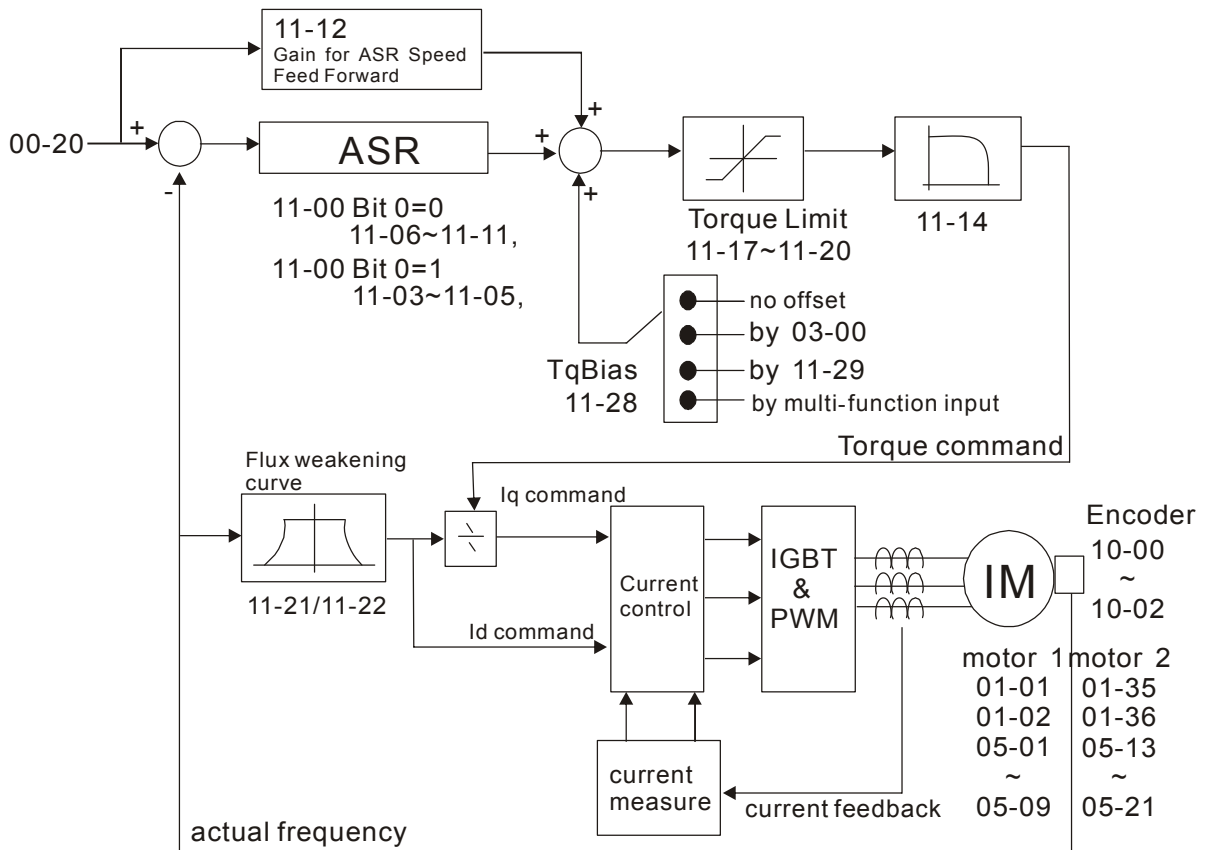 11-12
Gain for ASR Speed
Feed Forward
+
+
00-20
+
ASR
+
-
+
11-00 Bit 0=0
11-06~11-11,
11-00 Bit 0=1
11-03~11-05,
Torque Limit
11-17~11-20
11-14
no offset
by 03-00
TqBias
11-28
by 11-29
by multi-function input
Torque command
Flux weakening
curve
Iq command
11-21/11-22
Id command
Current
control
IGBT
&
PWM
IM
Encoder
10-00
~
10-02
motor 1 motor 2
01-01 01-35
01-02 01-36
05-01 05-13
~ ~
05-09 05-21
current
measure
current feedback
actual frequency